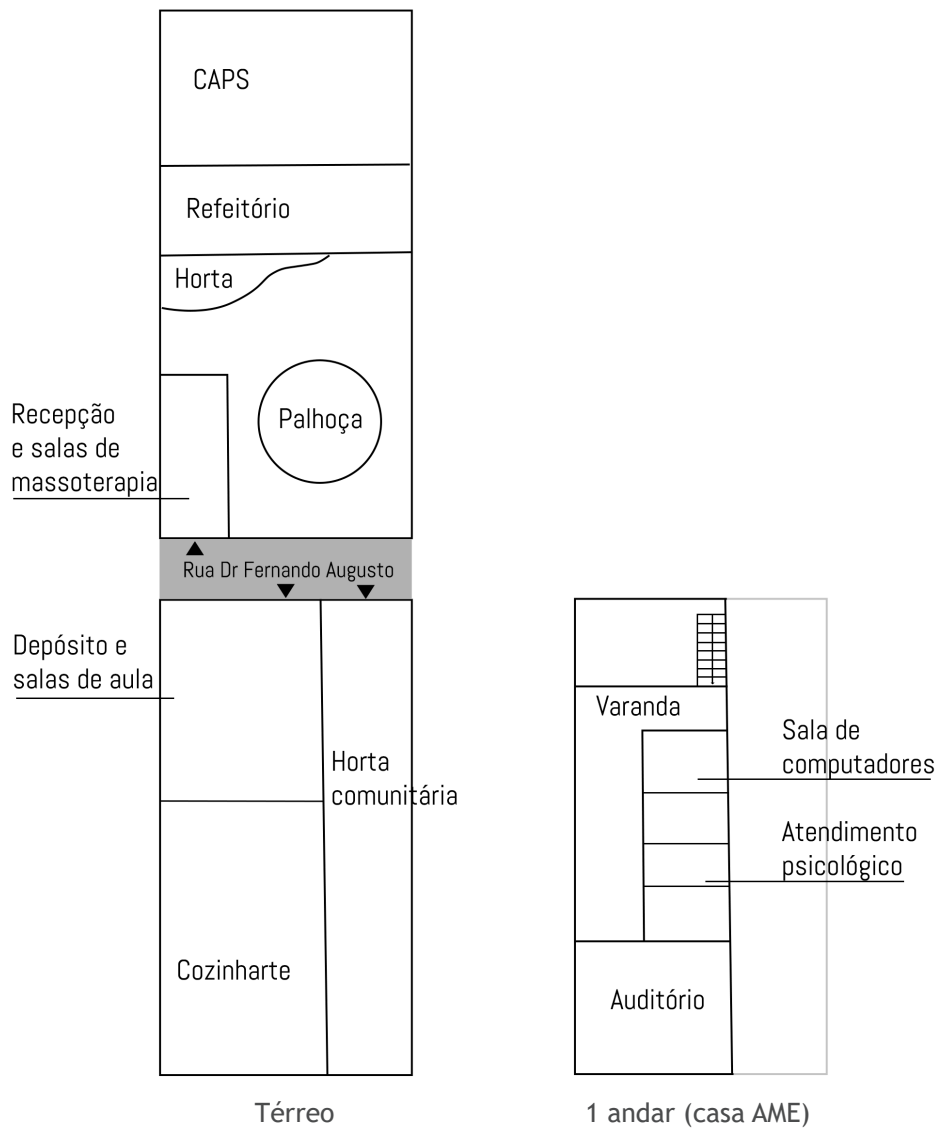 CAPS
Refeitório
Horta
Palhoça
Recepção
e salas de
massoterapia
Rua Dr Fernando Augusto
Depósito e
salas de aula
Horta
comunitária
Cozinharte
Térreo
Varanda
Sala de
computadores
Atendimento
psicológico
Auditório
1 andar (casa AME)